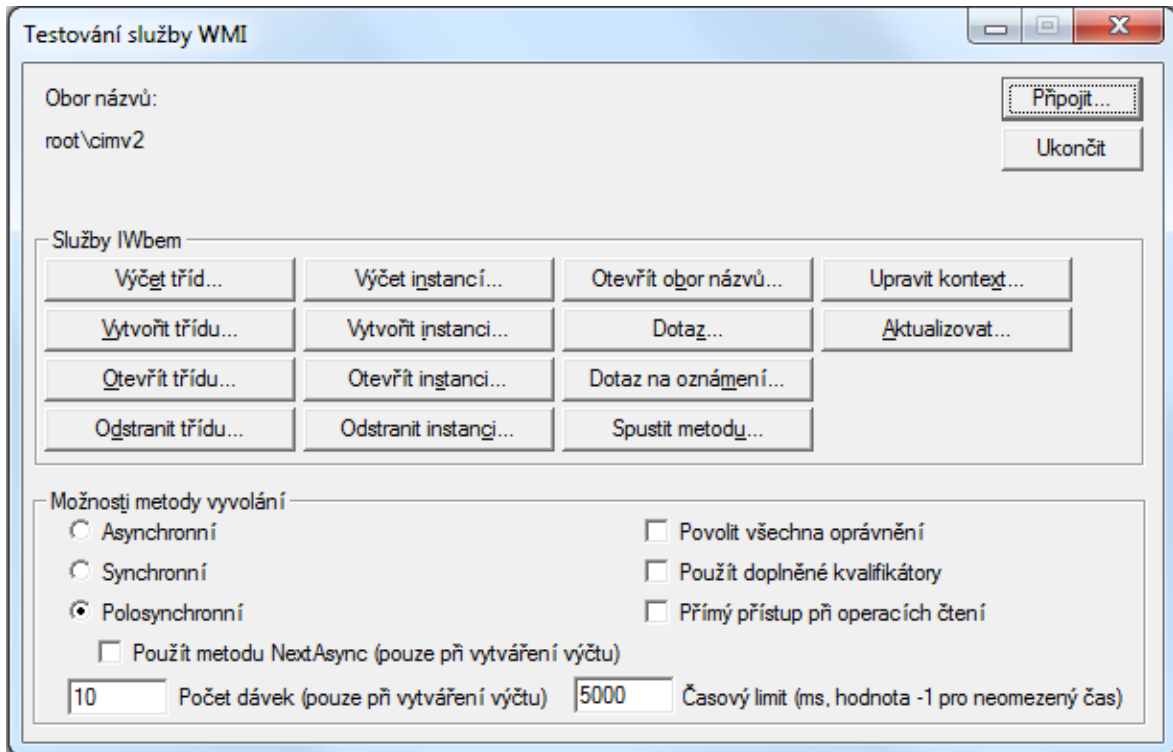 Testování služby WMI
Obor názvů:
Připojit...
root\cimv2
Ukončit
Služby IWbem
Výčet tříd... Výčet instancí... Otevřít obor názvů... Upravit kontext...
Vytvořit třídu... Vytvořit instanci... Dotaz... Aktualizovat...
Otevřít třídu... Otevřít instanci... Dotaz na oznámení...
Odstranit třídu... Odstranit instanci... Spustit metodu...
Možnosti metody vyvolání
Asynchronní Povolit všechna oprávnění
Synchronní Použít doplněné kvalifikátory
Polosynchronní Přímý přístup při operacích čtení
Použít metodu NextAsync (pouze při vytváření výčtu)
10 Počet dávek (pouze při vytváření výčtu) 5000 Časový limit (ms, hodnota -1 pro neomezený čas)